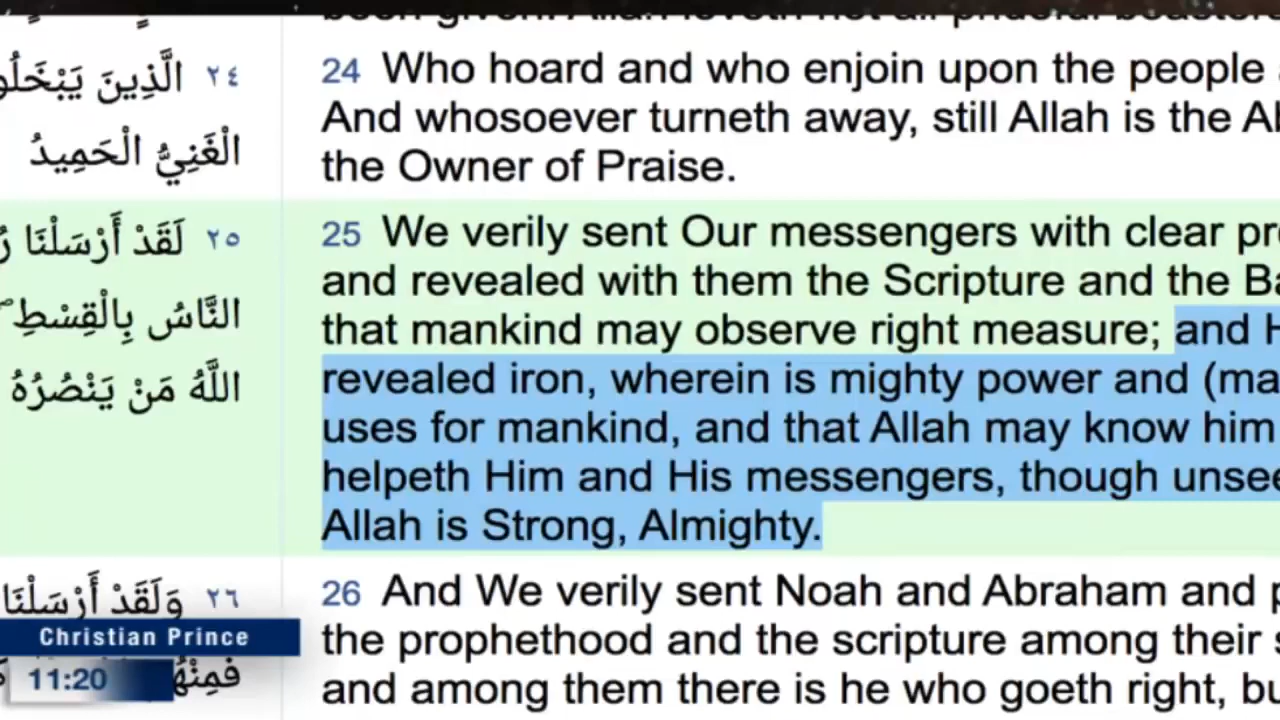 ٢٤ الَّذِينَ
الْغَنِيُّ الْحَمِيدُ
٢٥ لَقَدْ أَرْسَلْنَا
النَّاسُ بِالْقِسْطِ
اللَّهُ مَنْ يَنْصُرُهُ
٢٦ وَلَقَدْ أَرْسَلْنَا
24 Who hoard and who enjoin upon the people
And whosoever turneth away, still Allah is the
the Owner of Praise.
25 We verily sent Our messengers with clear
and revealed with them the Scripture and the
that mankind may observe right measure; and
revealed iron, wherein is mighty power and
uses for mankind, and that Allah may know him
helpeth Him and His messengers, though
Allah is Strong, Almighty.
26 And We verily sent Noah and Abraham and
the prophethood and the scripture among their
and among them there is he who goeth right,
Christian Prince
11:20